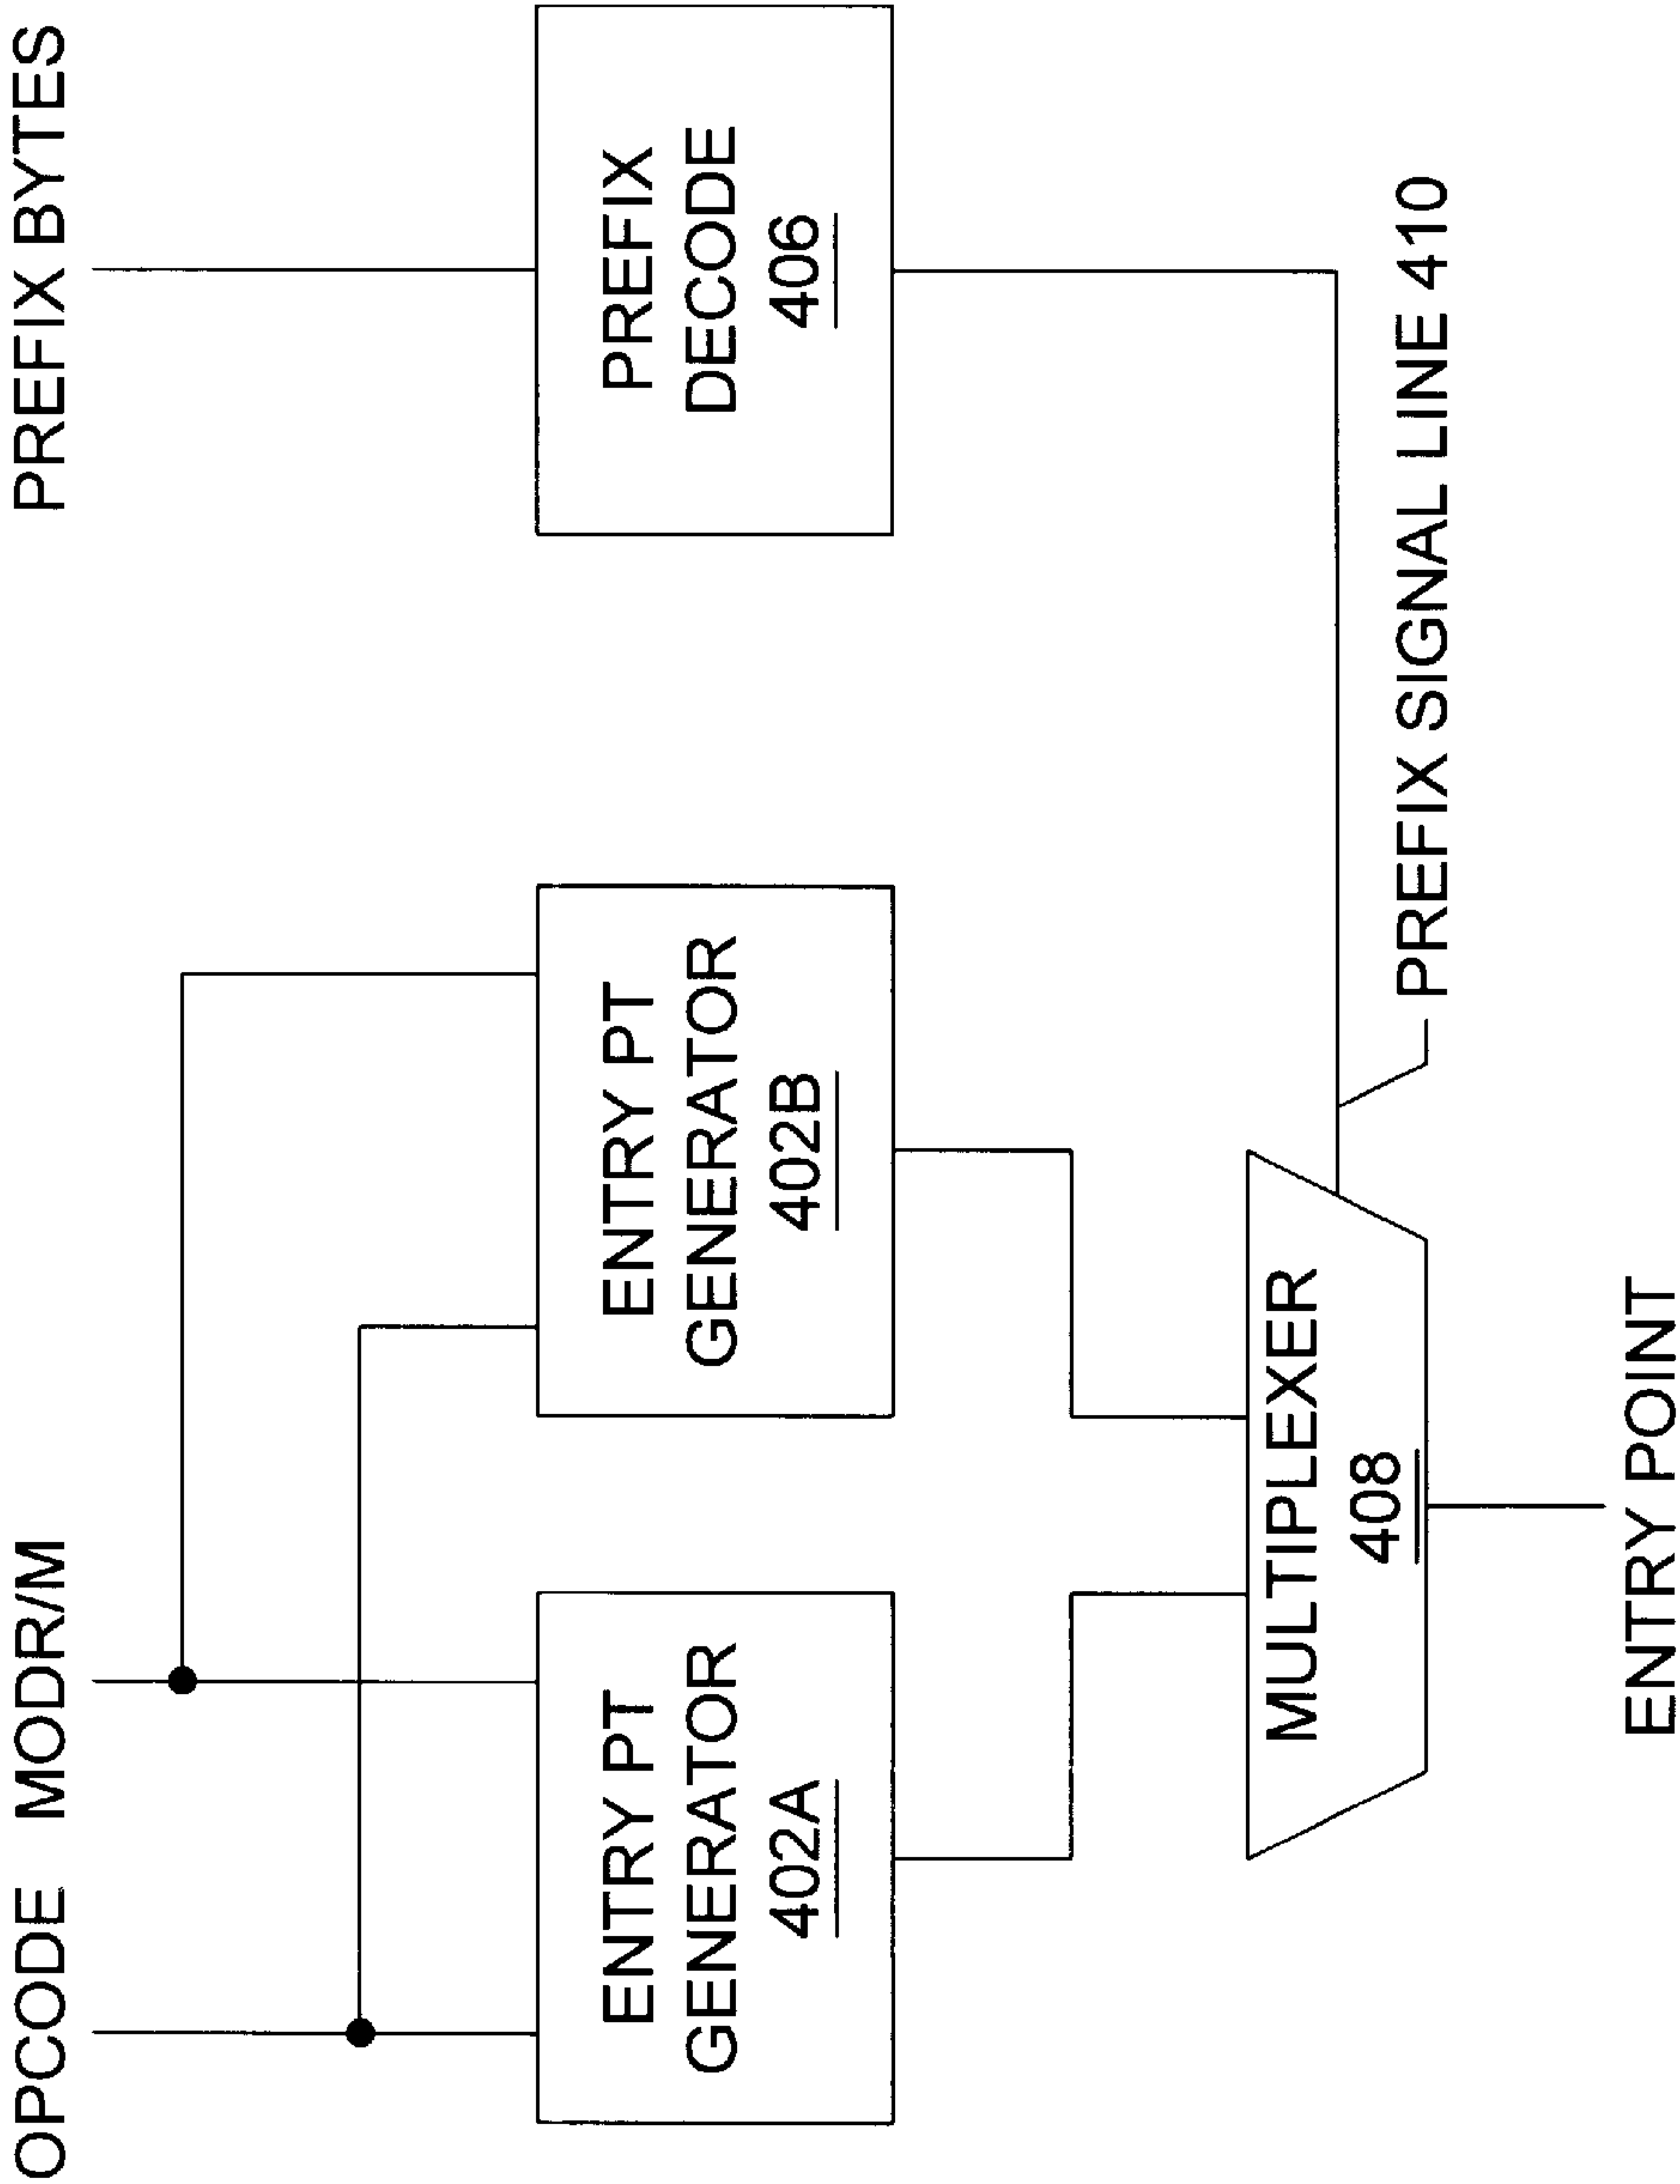 OPCODE MODR/M
PREFIX BYTES
ENTRY PT
GENERATOR
402A
ENTRY PT
GENERATOR
402B
PREFIX
DECODE
406
MULTIPLEXER
408
PREFIX SIGNAL LINE 410
ENTRY POINT